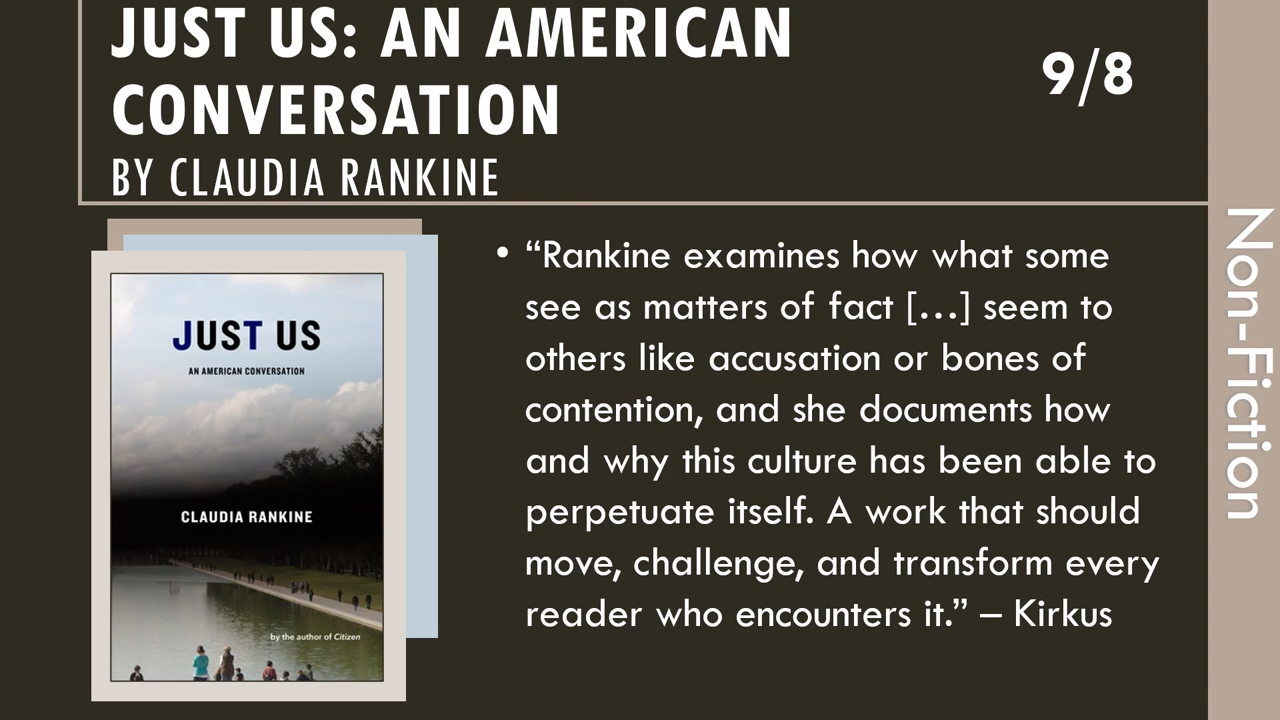 JUST US: AN AMERICAN
CONVERSATION
BY CLAUDIA RANKINE
9/8
JUST US
AN AMERICAN CONVERSATION
CLAUDIA RANKINE
by the author of Citizen
• “Rankine examines how what some
see as matters of fact […] seem to
others like accusation or bones of
contention, and she documents how
and why this culture has been able to
perpetuate itself. A work that should
move, challenge, and transform every
reader who encounters it.” – Kirkus
Non-Fiction